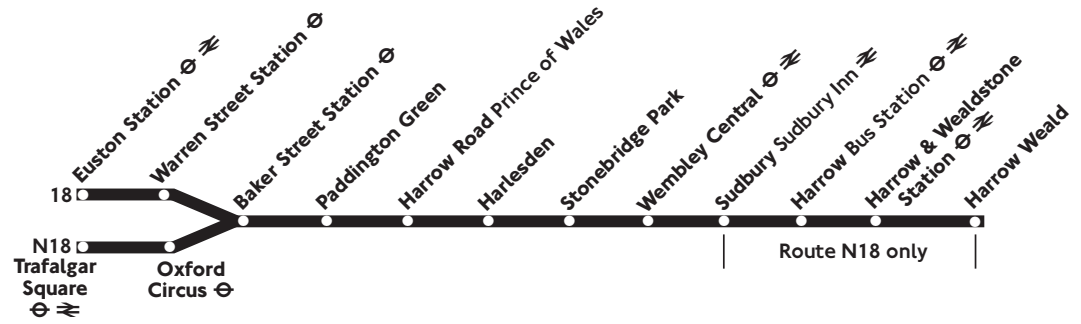 Euston Station
Warren Street Station
Baker Street Station
Paddington Green
Harrow Road Prince of Wales
Harlesden
Stonebridge Park
Wembley Central
Sudbury Sudbury Inn
Harrow Bus Station
Harrow & Wealdstone
Station
Harrow Weald
18
N18
Trafalgar
Square
Oxford
Circus
Route N18 only